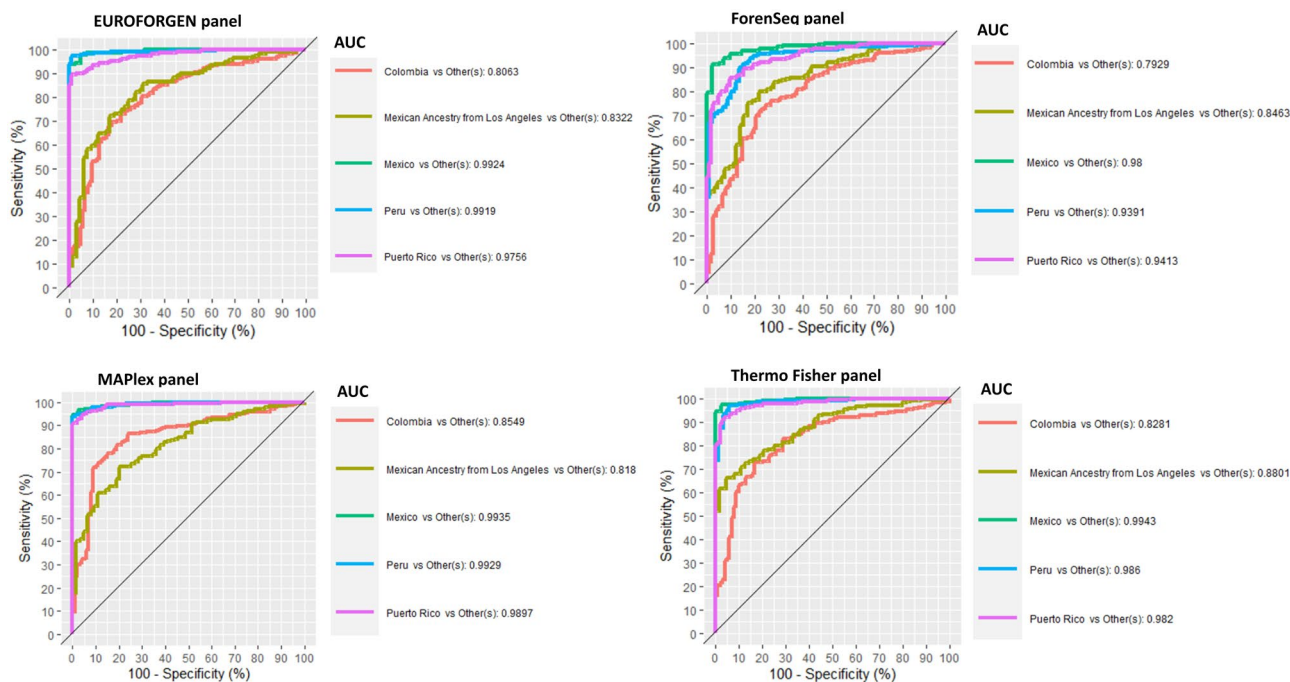 EUROFORGEN panel
AUC
Sensitivity (%)
100
90
80
70
60
50
40
30
20
10
0
0 10 20 30 40 50 60 70 80 90 100
100 - Specificity (%)
Colombia vs Other(s): 0.8063
Mexican Ancestry from Los Angeles vs Other(s): 0.8322
Mexico vs Other(s): 0.9924
Peru vs Other(s): 0.9919
Puerto Rico vs Other(s): 0.9756
ForenSeq panel
AUC
Sensitivity (%)
100
90
80
70
60
50
40
30
20
10
0
0 10 20 30 40 50 60 70 80 90 100
100 - Specificity (%)
Colombia vs Other(s): 0.7929
Mexican Ancestry from Los Angeles vs Other(s): 0.8463
Mexico vs Other(s): 0.98
Peru vs Other(s): 0.9391
Puerto Rico vs Other(s): 0.9413
MAPlex panel
AUC
Sensitivity (%)
100
90
80
70
60
50
40
30
20
10
0
0 10 20 30 40 50 60 70 80 90 100
100 - Specificity (%)
Colombia vs Other(s): 0.8549
Mexican Ancestry from Los Angeles vs Other(s): 0.818
Mexico vs Other(s): 0.9935
Peru vs Other(s): 0.9929
Puerto Rico vs Other(s): 0.9897
Thermo Fisher panel
AUC
Sensitivity (%)
100
90
80
70
60
50
40
30
20
10
0
0 10 20 30 40 50 60 70 80 90 100
100 - Specificity (%)
Colombia vs Other(s): 0.8281
Mexican Ancestry from Los Angeles vs Other(s): 0.8801
Mexico vs Other(s): 0.9943
Peru vs Other(s): 0.986
Puerto Rico vs Other(s): 0.982